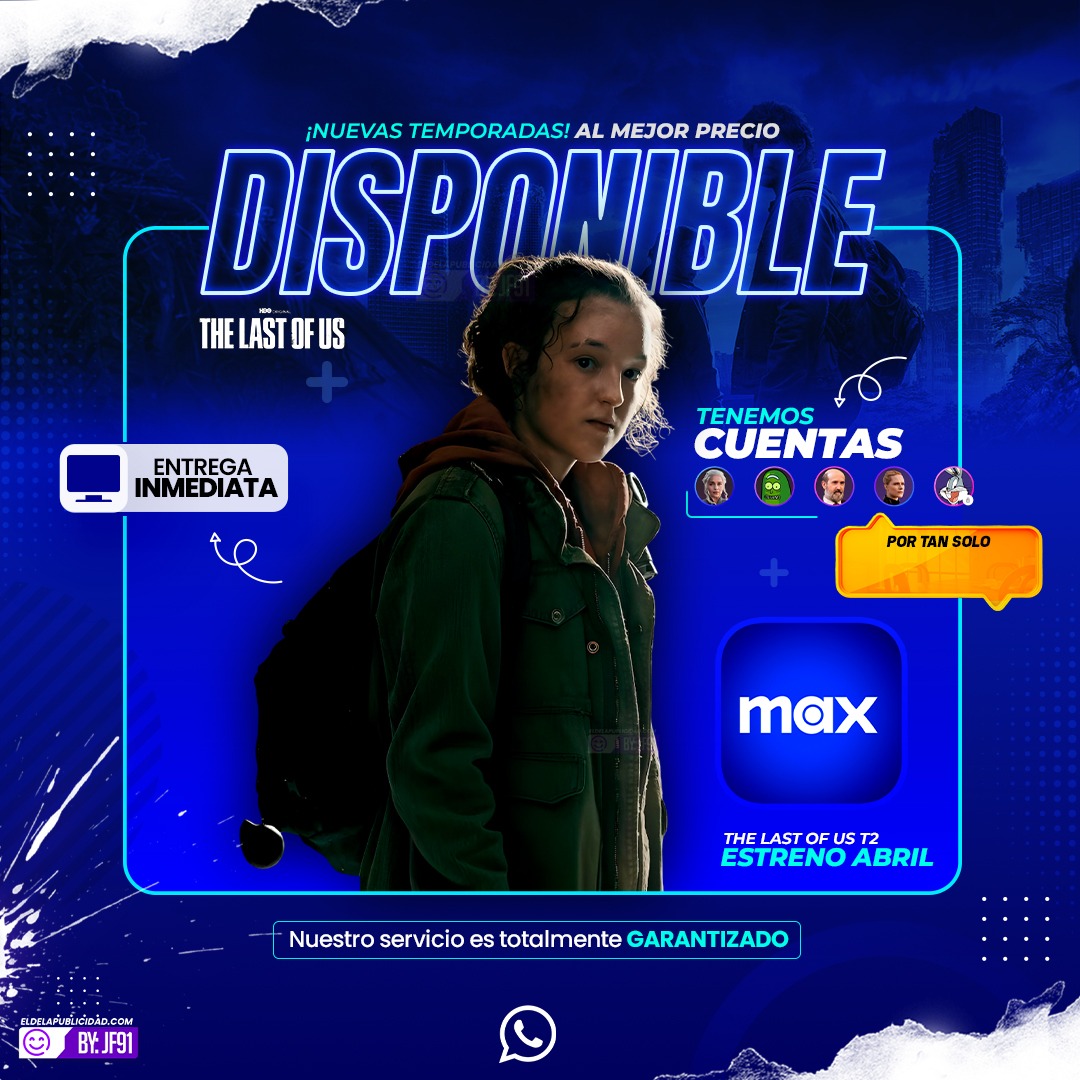 ¡NUEVAS TEMPORADAS! AL MEJOR PRECIO
DISPONIBLE
HBO ORIGINAL
THE LAST OF US
TENEMOS
CUENTAS
ENTREGA
INMEDIATA
POR TAN SOLO
max
THE LAST OF US T2
ESTRENO ABRIL
Nuestro servicio es totalmente GARANTIZADO
ELDELAPUBLICIDAD.COM
BY: JF91